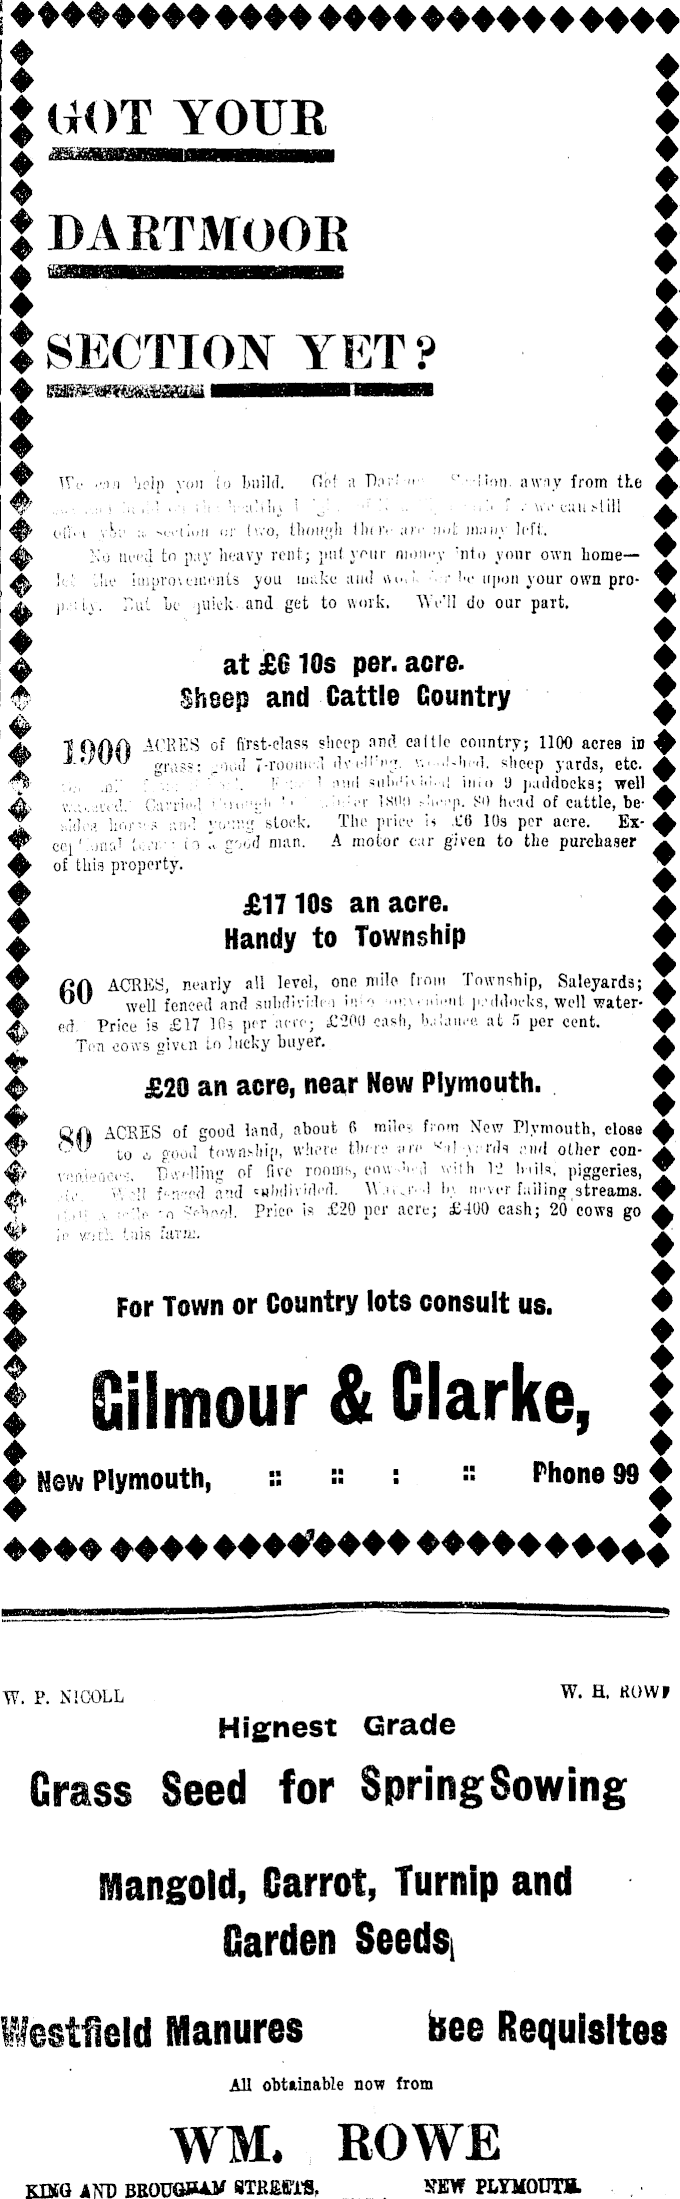 GOT YOUR
DARTMOOR
SECTION YET?
We can help you to build. Get a Section away from the
healthy we can still
offer you a section or two, though there are not many left.
No need to pay heavy rent; put your money into your own home—
let the improvements you make and be upon your own pro-
perty. But be quick and get to work. We'll do our part.
at £6 10s per. acre.
Sheep and Cattle Country
1900 ACRES of first-class sheep and cattle country; 1100 acres in
grass; good 7-roomed dwelling, woolshed, sheep yards, etc.
and subdivided into 9 paddocks; well
watered. Carried through 1800 sheep, 80 head of cattle, be-
sides horses and young stock. The price is £6 10s per acre. Ex-
ceptional terms to a good man. A motor car given to the purchaser
of this property.
£17 10s an acre.
Handy to Township
60 ACRES, nearly all level, one mile from Township, Saleyards;
well fenced and subdivided into convenient paddocks, well water-
ed. Price is £17 10s per acre; £200 cash, balance at 5 per cent.
Ten cows given to lucky buyer.
£20 an acre, near New Plymouth.
80 ACRES of good land, about 6 miles from New Plymouth, close
to a good township, where there are Saleyards and other con-
veniences. Dwelling of five rooms, cowshed with 12 bails, piggeries,
etc. Well fenced and subdivided. Watered by never failing streams.
Half a mile to School. Price is £20 per acre; £400 cash; 20 cows go
in with this farm.
For Town or Country lots consult us.
Gilmour & Clarke,
New Plymouth, :: :: : :: Phone 99
W. P. NICOLL W. H. ROWE
Highest Grade
Grass Seed for Spring Sowing
Mangold, Carrot, Turnip and
Garden Seeds
Westfield Manures Bee Requisites
All obtainable now from
WM. ROWE
KING AND BROUGHAM STREETS, NEW PLYMOUTH.